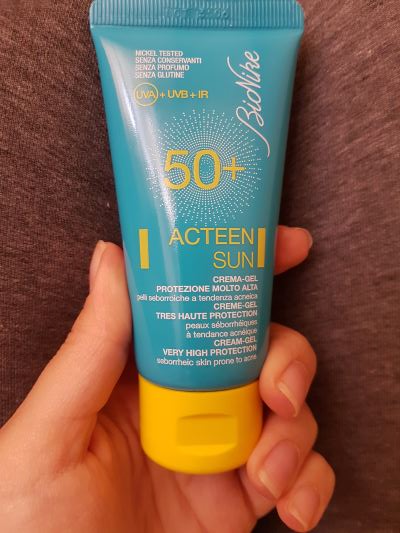 NICKEL TESTED
SENZA CONSERVANTI
SENZA PROFUMO
SENZA GLUTINE
UVA + UVB + IR
BioNike
50+
ACTEEN
SUN
CREMA-GEL
PROTEZIONE MOLTO ALTA
pelli seborroiche a tendenza acneica
CREME-GEL
TRES HAUTE PROTECTION
peaux séborrhéiques
à tendance acnéique
CREAM-GEL
VERY HIGH PROTECTION
seborrheic skin prone to acne